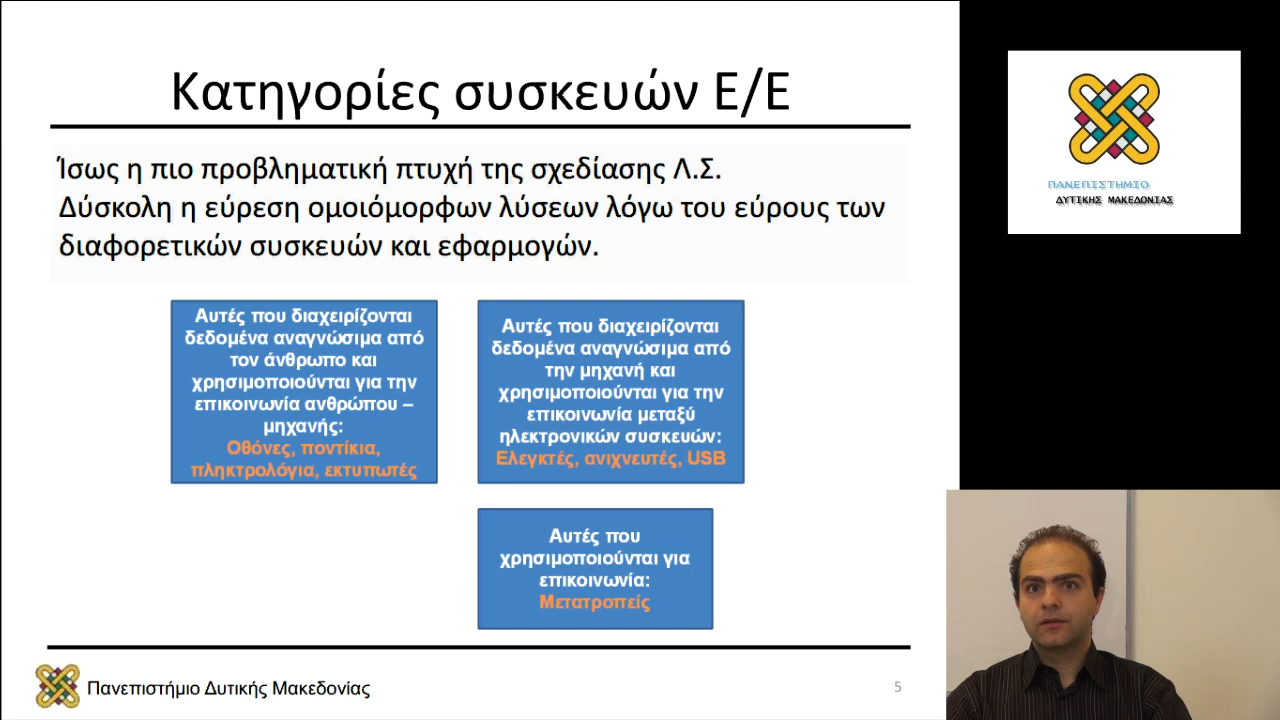 Κατηγορίες συσκευών Ε/Ε
Ίσως η πιο προβληματική πτυχή της σχεδίασης Λ.Σ.
Δύσκολη η εύρεση ομοιόμορφων λύσεων λόγω του εύρους των
διαφορετικών συσκευών και εφαρμογών.
Αυτές που διαχειρίζονται
δεδομένα αναγνώσιμα από
τον άνθρωπο και
χρησιμοποιούνται για την
επικοινωνία ανθρώπου –
μηχανής:
Οθόνες, ποντίκια,
πληκτρολόγια, εκτυπωτές
Αυτές που διαχειρίζονται
δεδομένα αναγνώσιμα από
την μηχανή και
χρησιμοποιούνται για την
επικοινωνία μεταξύ
ηλεκτρονικών συσκευών:
Ελεγκτές, ανιχνευτές, USB
Αυτές που
χρησιμοποιούνται για
επικοινωνία:
Μετατροπείς
Πανεπιστήμιο Δυτικής Μακεδονίας
5
ΠΑΝΕΠΙΣΤΗΜΙΟ
ΔΥΤΙΚΗΣ ΜΑΚΕΔΟΝΙΑΣ